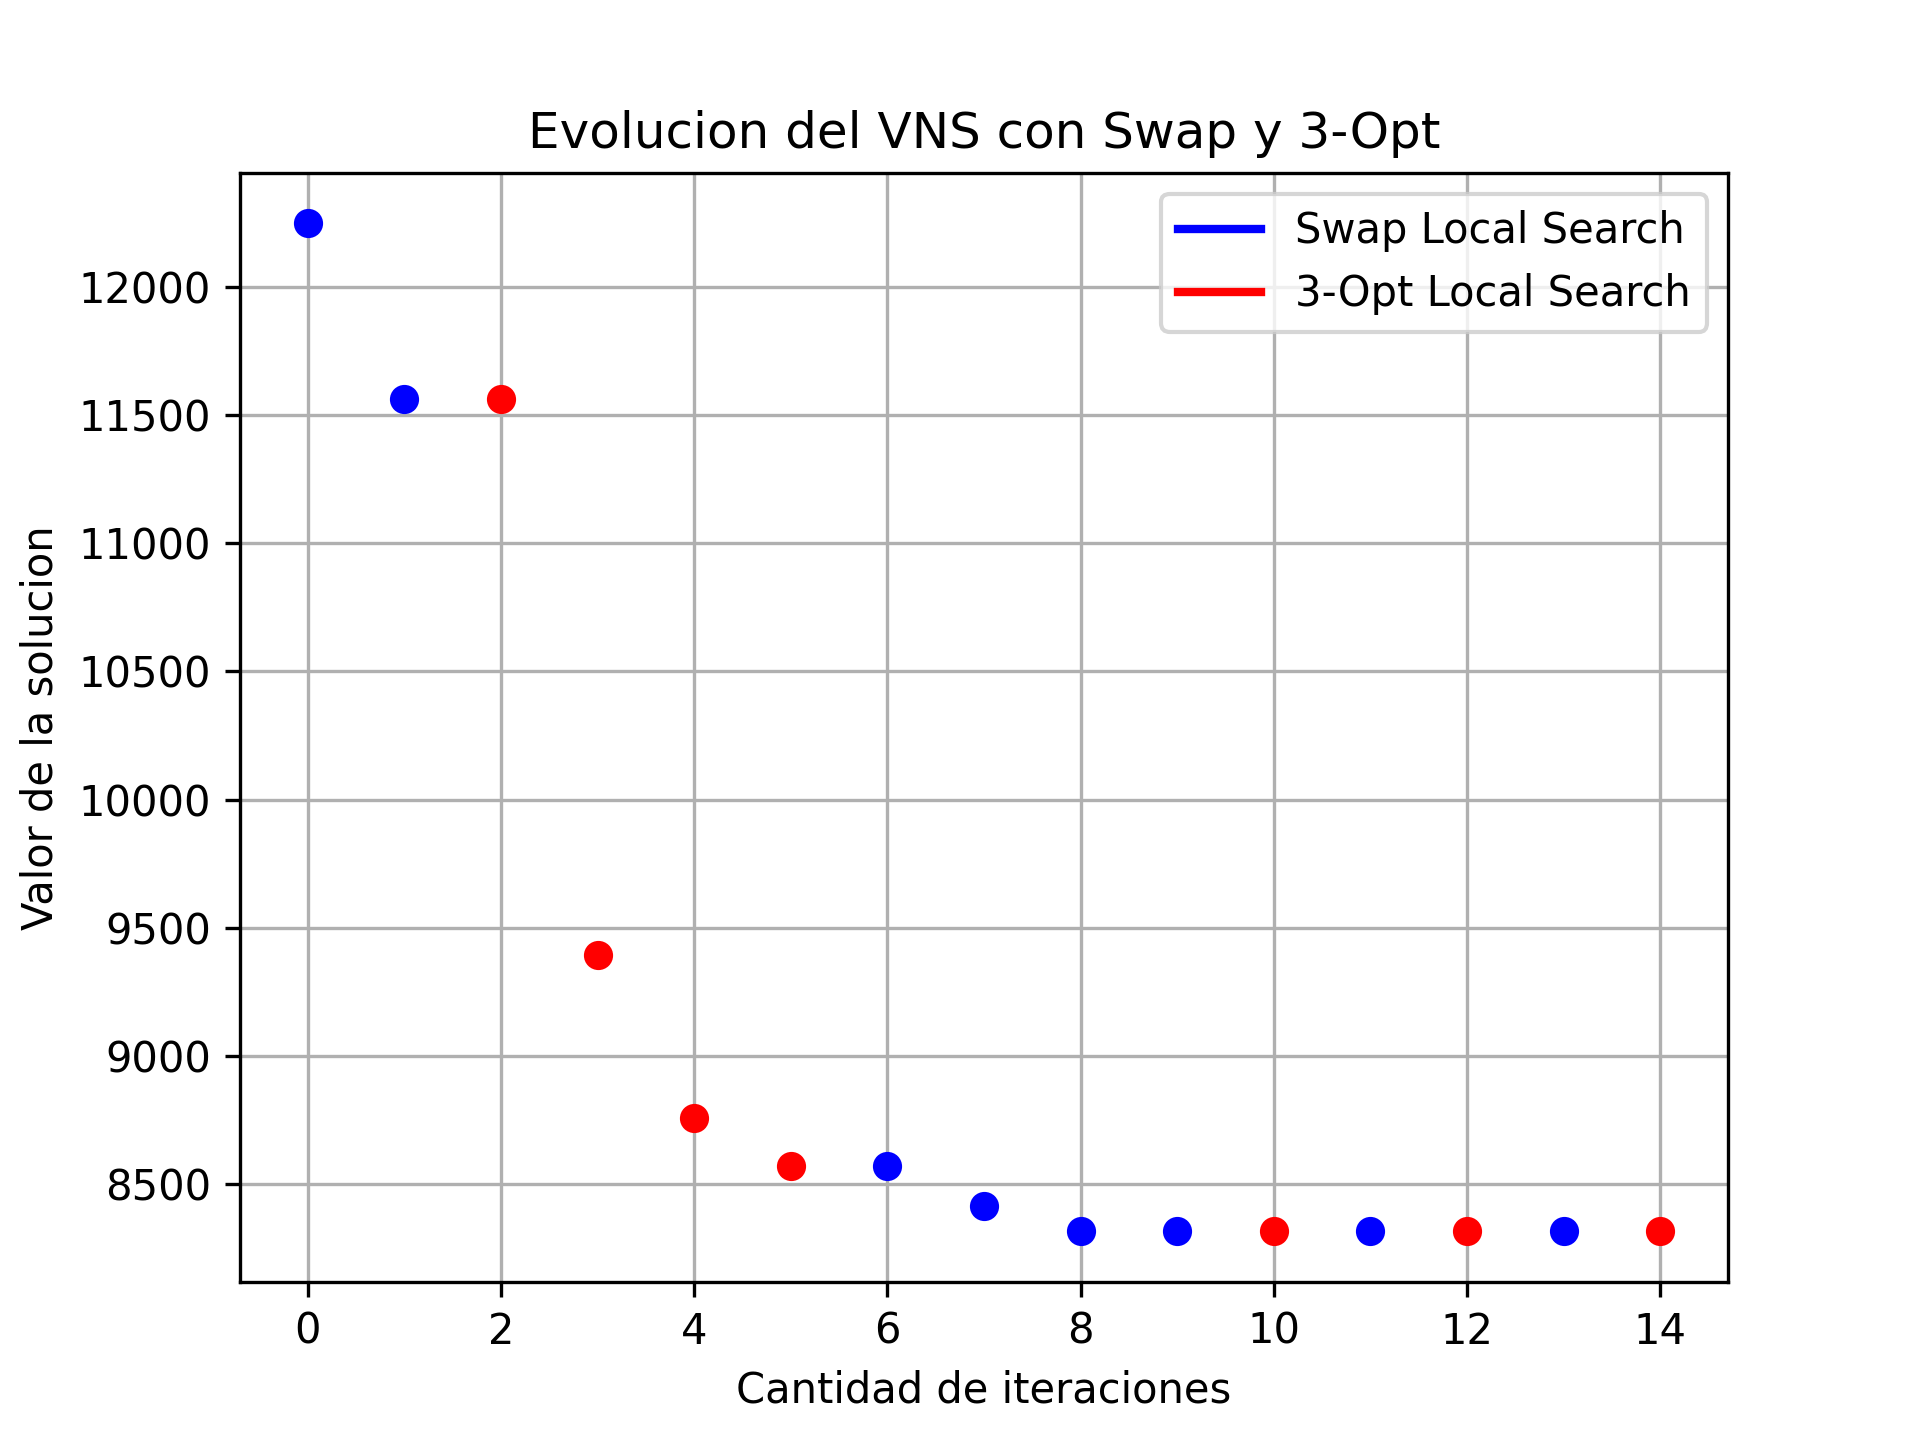 Evolucion del VNS con Swap y 3-Opt
Swap Local Search
3-Opt Local Search
12000
11500
11000
10500
10000
9500
9000
8500
Valor de la solucion
0 2 4 6 8 10 12 14
Cantidad de iteraciones